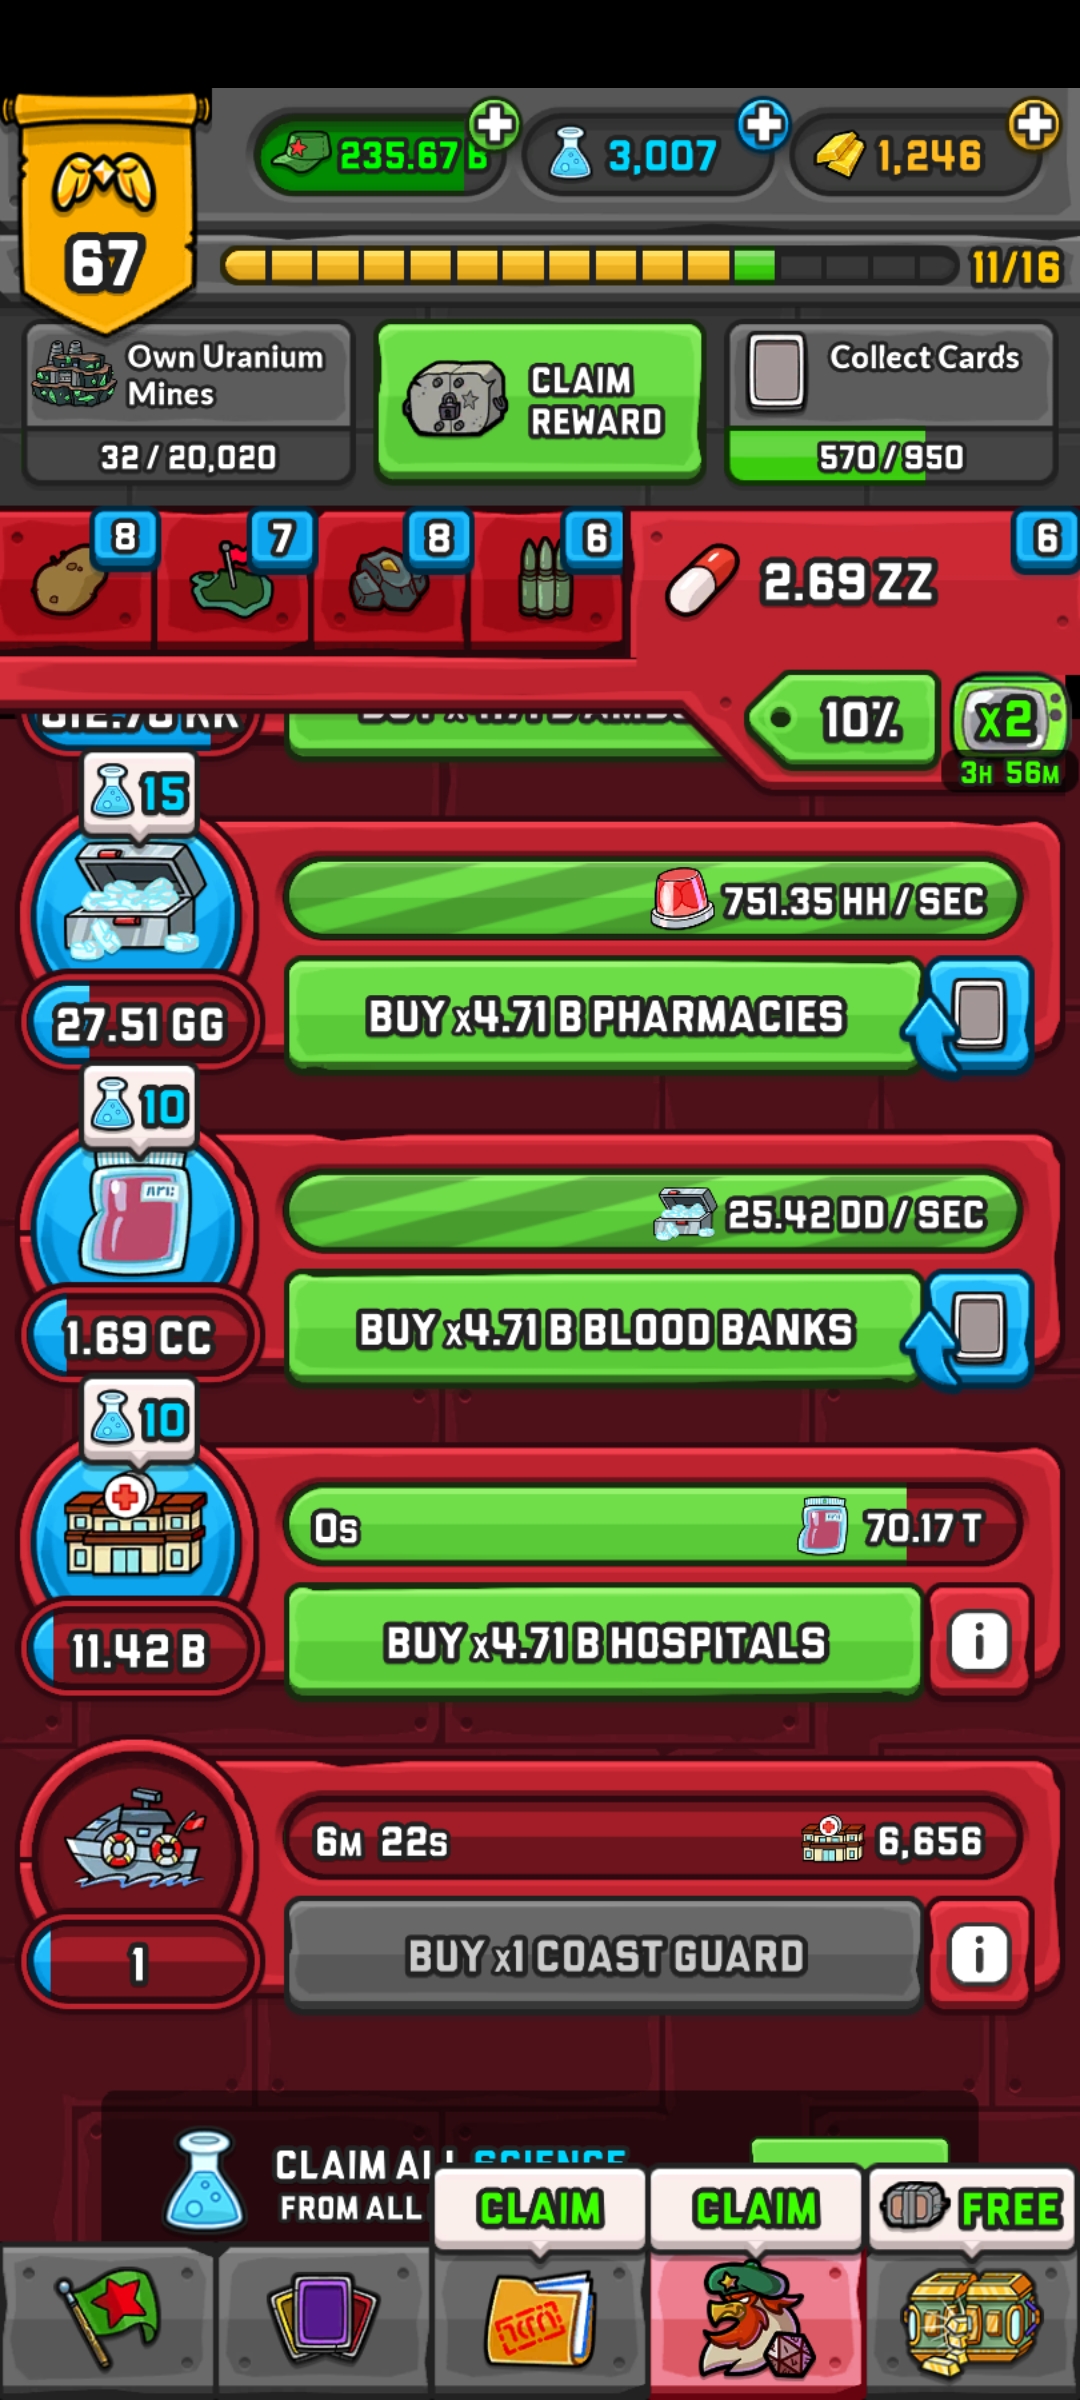 67
235.67 B
3,007
1,246
11/16
Own Uranium
Mines
32 / 20,020
CLAIM
REWARD
Collect Cards
570 / 950
8
7
8
6
2.69 ZZ
6
10%
x2
3H 56M
15
751.35 HH / SEC
27.51 GG
BUY x4.71 B PHARMACIES
10
25.42 DD / SEC
1.69 CC
BUY x4.71 B BLOOD BANKS
10
0s
70.17 T
11.42 B
BUY x4.71 B HOSPITALS
6M 22S
6,656
1
BUY x1 COAST GUARD
CLAIM ALL SCIENCE
FROM ALL
CLAIM
CLAIM
FREE